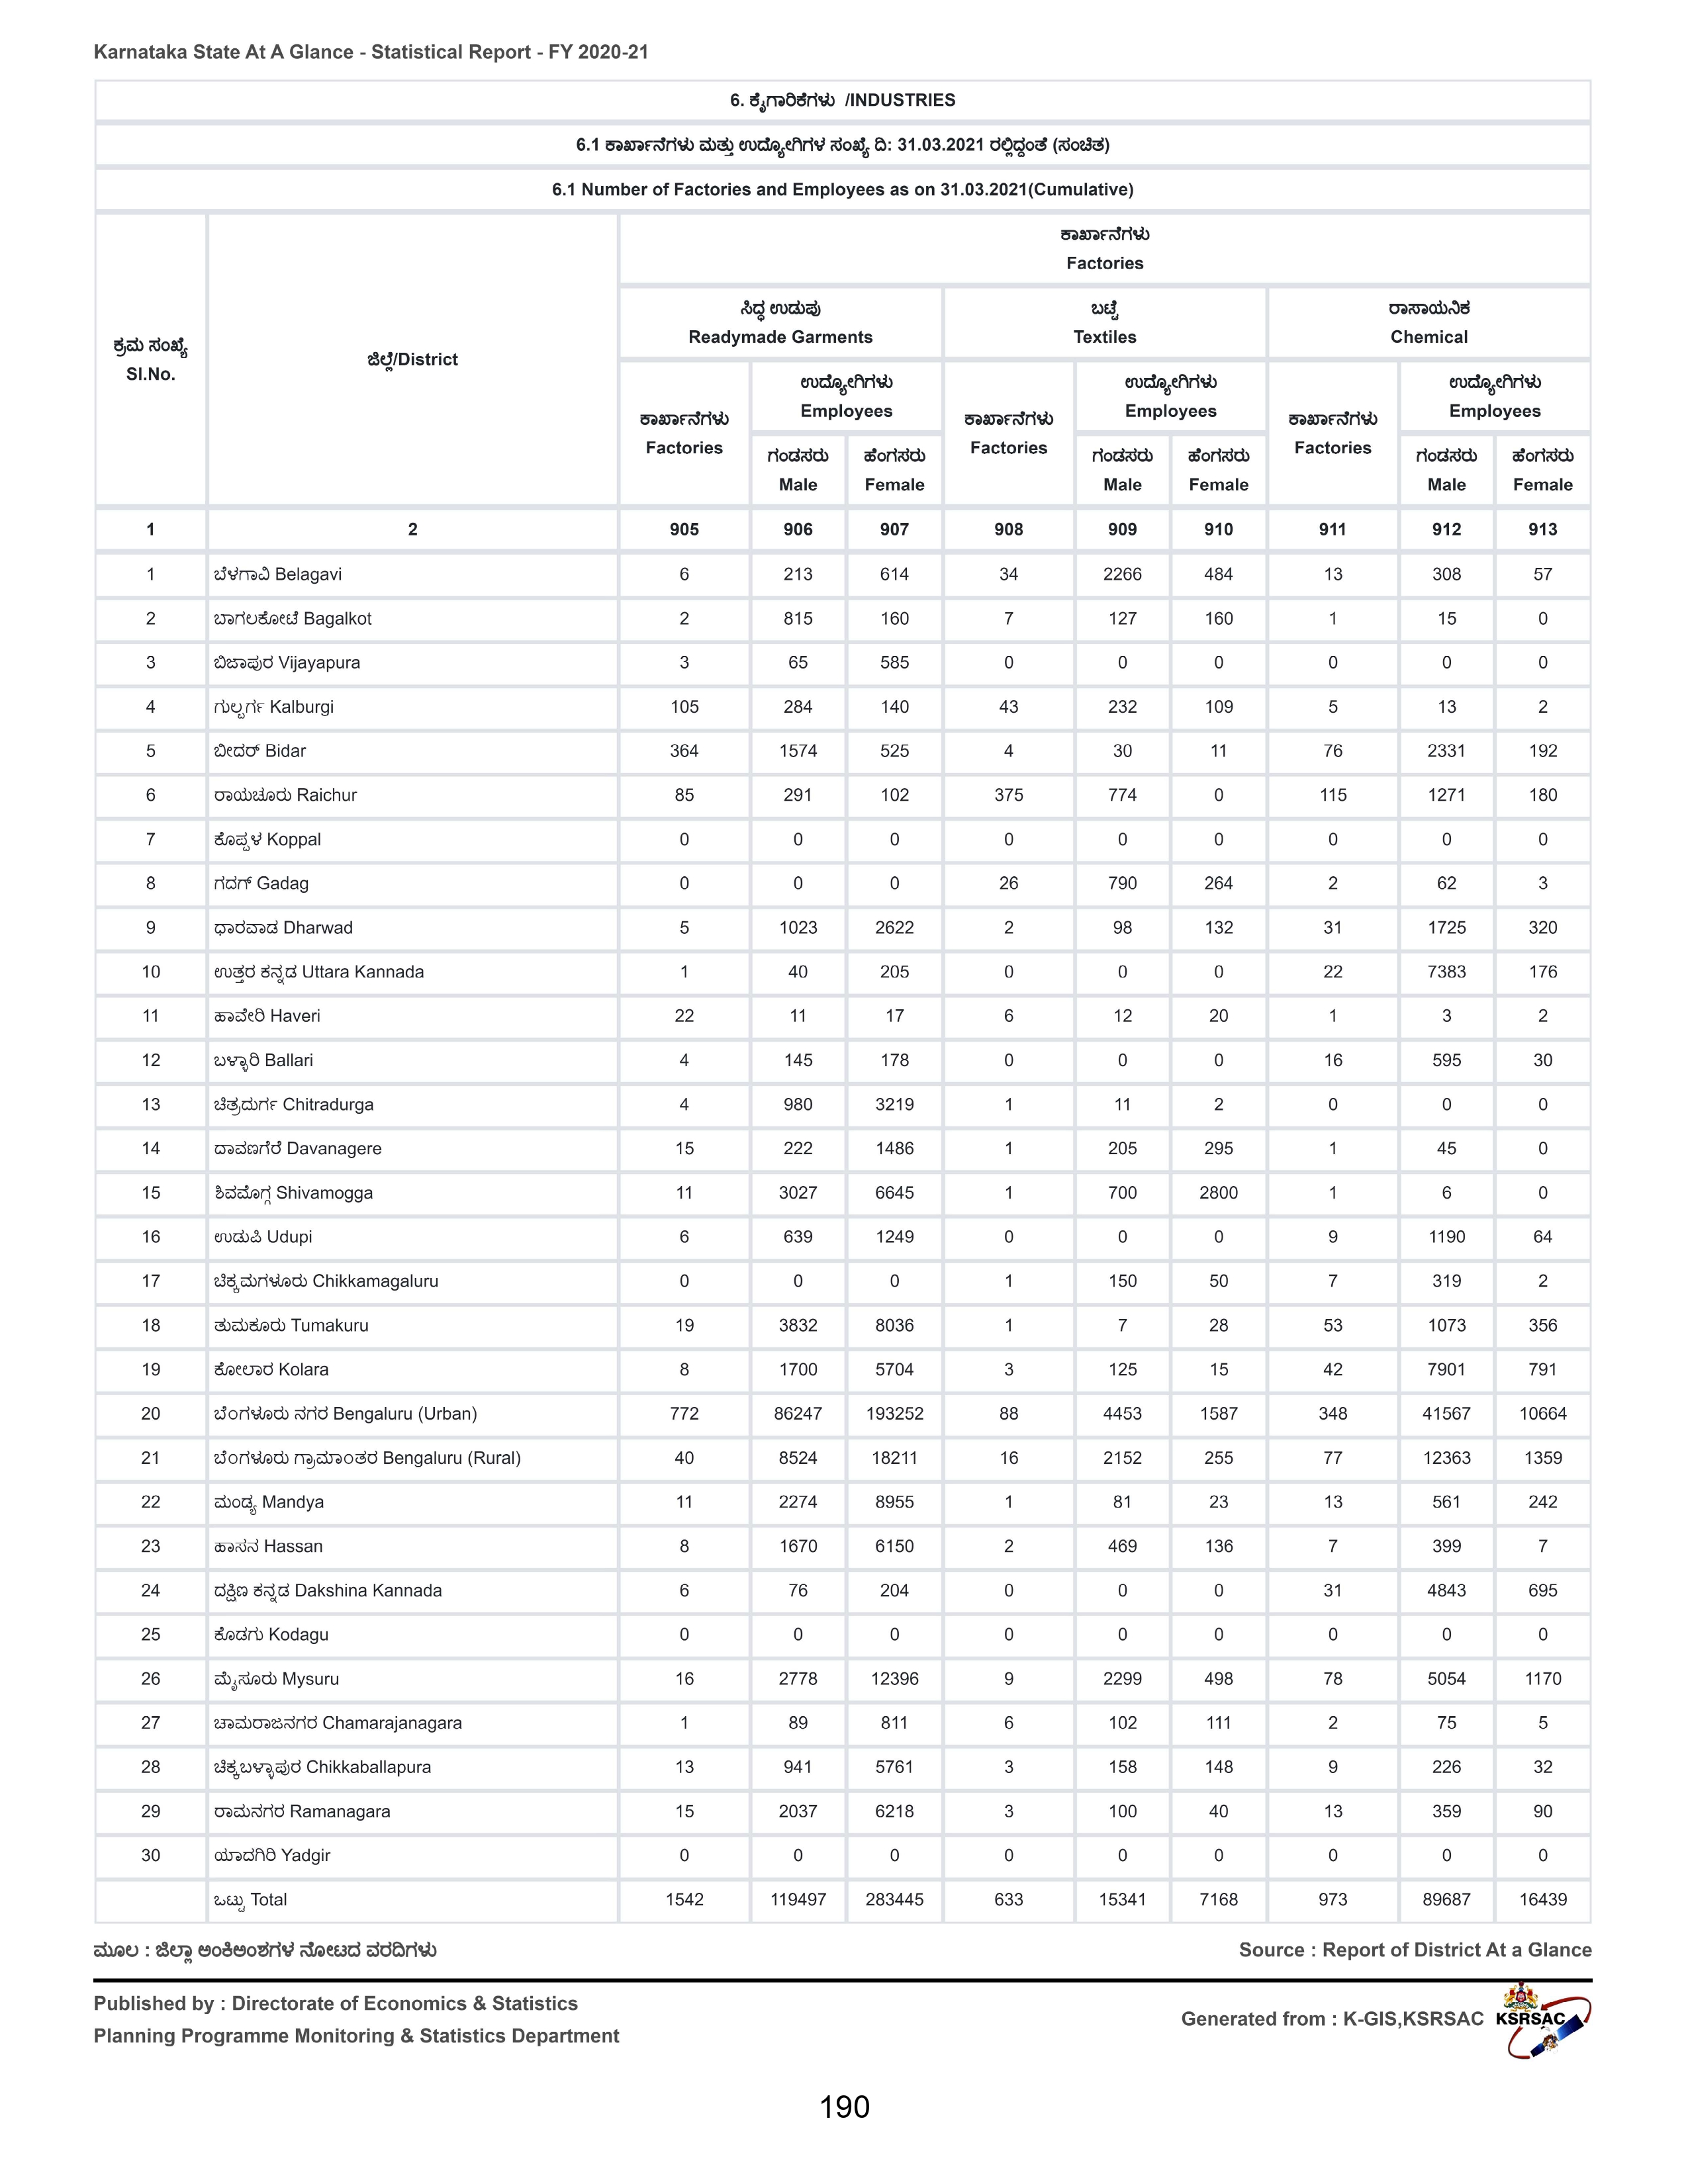 Karnataka State At A Glance - Statistical Report - FY 2020-21
6. ಕೈಗಾರಿಕೆಗಳು /INDUSTRIES
6.1 ಕಾರ್ಖಾನೆಗಳು ಮತ್ತು ಉದ್ಯೋಗಿಗಳ ಸಂಖ್ಯೆ ದಿ: 31.03.2021 ರಲ್ಲಿದ್ದಂತೆ (ಸಂಚಿತ)
6.1 Number of Factories and Employees as on 31.03.2021(Cumulative)
ಕ್ರಮ ಸಂಖ್ಯೆ
Sl.No.
ಜಿಲ್ಲೆ/District
ಕಾರ್ಖಾನೆಗಳು
Factories
ಸಿದ್ಧ ಉಡುಪು
Readymade Garments
ಬಟ್ಟೆ
Textiles
ರಾಸಾಯನಿಕ
Chemical
ಕಾರ್ಖಾನೆಗಳು
Factories
ಉದ್ಯೋಗಿಗಳು
Employees
ಕಾರ್ಖಾನೆಗಳು
Factories
ಉದ್ಯೋಗಿಗಳು
Employees
ಕಾರ್ಖಾನೆಗಳು
Factories
ಉದ್ಯೋಗಿಗಳು
Employees
ಗಂಡಸರು
Male
ಹೆಂಗಸರು
Female
ಗಂಡಸರು
Male
ಹೆಂಗಸರು
Female
ಗಂಡಸರು
Male
ಹೆಂಗಸರು
Female
1 2 905 906 907 908 909 910 911 912 913
1 ಬೆಳಗಾವಿ Belagavi 6 213 614 34 2266 484 13 308 57
2 ಬಾಗಲಕೋಟೆ Bagalkot 2 815 160 7 127 160 1 15 0
3 ಬಿಜಾಪುರ Vijayapura 3 65 585 0 0 0 0 0 0
4 ಗುಲ್ಬರ್ಗ Kalburgi 105 284 140 43 232 109 5 13 2
5 ಬೀದರ್ Bidar 364 1574 525 4 30 11 76 2331 192
6 ರಾಯಚೂರು Raichur 85 291 102 375 774 0 115 1271 180
7 ಕೊಪ್ಪಳ Koppal 0 0 0 0 0 0 0 0 0
8 ಗದಗ್ Gadag 0 0 0 26 790 264 2 62 3
9 ಧಾರವಾಡ Dharwad 5 1023 2622 2 98 132 31 1725 320
10 ಉತ್ತರ ಕನ್ನಡ Uttara Kannada 1 40 205 0 0 0 22 7383 176
11 ಹಾವೇರಿ Haveri 22 11 17 6 12 20 1 3 2
12 ಬಳ್ಳಾರಿ Ballari 4 145 178 0 0 0 16 595 30
13 ಚಿತ್ರದುರ್ಗ Chitradurga 4 980 3219 1 11 2 0 0 0
14 ದಾವಣಗೆರೆ Davanagere 15 222 1486 1 205 295 1 45 0
15 ಶಿವಮೊಗ್ಗ Shivamogga 11 3027 6645 1 700 2800 1 6 0
16 ಉಡುಪಿ Udupi 6 639 1249 0 0 0 9 1190 64
17 ಚಿಕ್ಕಮಗಳೂರು Chikkamagaluru 0 0 0 1 150 50 7 319 2
18 ತುಮಕೂರು Tumakuru 19 3832 8036 1 7 28 53 1073 356
19 ಕೋಲಾರ Kolara 8 1700 5704 3 125 15 42 7901 791
20 ಬೆಂಗಳೂರು ನಗರ Bengaluru (Urban) 772 86247 193252 88 4453 1587 348 41567 10664
21 ಬೆಂಗಳೂರು ಗ್ರಾಮಾಂತರ Bengaluru (Rural) 40 8524 18211 16 2152 255 77 12363 1359
22 ಮಂಡ್ಯ Mandya 11 2274 8955 1 81 23 13 561 242
23 ಹಾಸನ Hassan 8 1670 6150 2 469 136 7 399 7
24 ದಕ್ಷಿಣ ಕನ್ನಡ Dakshina Kannada 6 76 204 0 0 0 31 4843 695
25 ಕೊಡಗು Kodagu 0 0 0 0 0 0 0 0 0
26 ಮೈಸೂರು Mysuru 16 2778 12396 9 2299 498 78 5054 1170
27 ಚಾಮರಾಜನಗರ Chamarajanagara 1 89 811 6 102 111 2 75 5
28 ಚಿಕ್ಕಬಳ್ಳಾಪುರ Chikkaballapura 13 941 5761 3 158 148 9 226 32
29 ರಾಮನಗರ Ramanagara 15 2037 6218 3 100 40 13 359 90
30 ಯಾದಗಿರಿ Yadgir 0 0 0 0 0 0 0 0 0
ಒಟ್ಟು Total 1542 119497 283445 633 15341 7168 973 89687 16439
ಮೂಲ : ಜಿಲ್ಲಾ ಅಂಕಿಅಂಶಗಳ ನೋಟದ ವರದಿಗಳು Source : Report of District At a Glance
Published by : Directorate of Economics & Statistics
Planning Programme Monitoring & Statistics Department
Generated from : K-GIS,KSRSAC KSRSAC
190